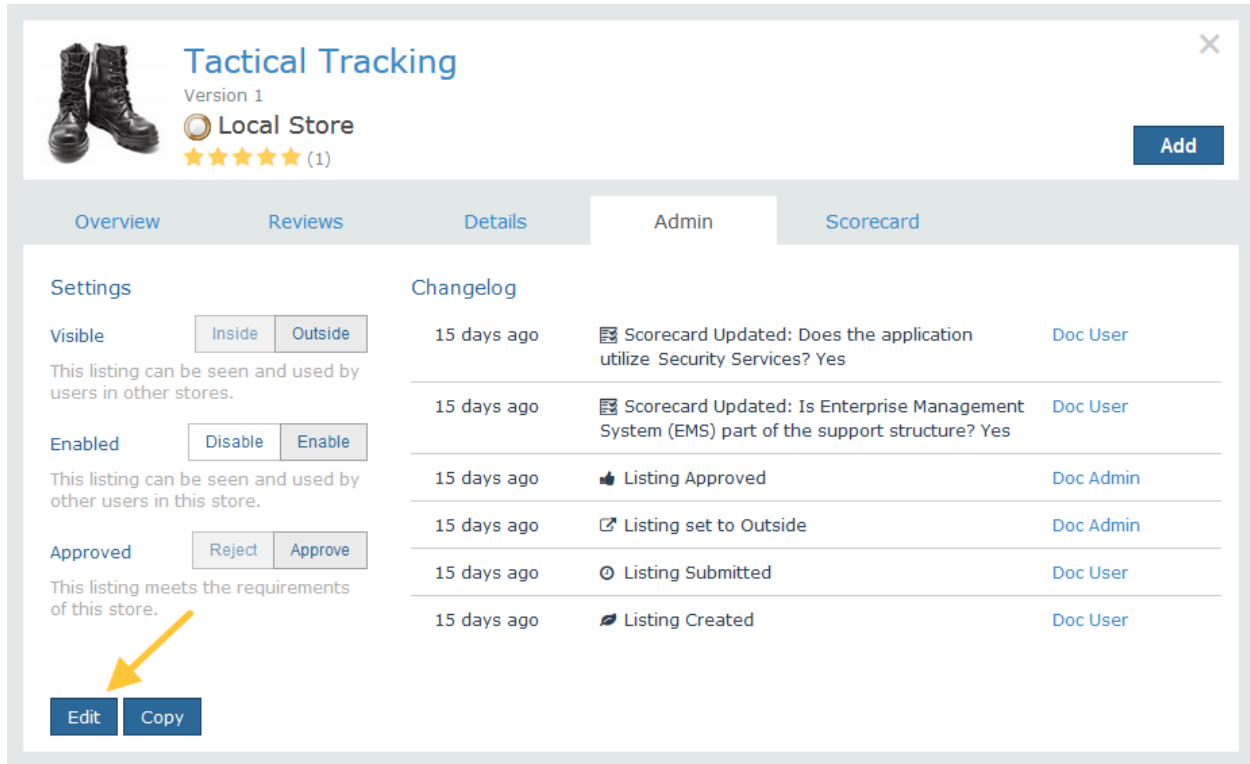 Tactical Tracking
Version 1
Local Store
(1)
Add
Overview Reviews Details Admin Scorecard
Settings
Visible Inside Outside
This listing can be seen and used by
users in other stores.
Enabled Disable Enable
This listing can be seen and used by
other users in this store.
Approved Reject Approve
This listing meets the requirements
of this store.
Edit Copy
Changelog
15 days ago Scorecard Updated: Does the application Doc User
utilize Security Services? Yes
15 days ago Scorecard Updated: Is Enterprise Management Doc User
System (EMS) part of the support structure? Yes
15 days ago Listing Approved Doc Admin
15 days ago Listing set to Outside Doc Admin
15 days ago Listing Submitted Doc User
15 days ago Listing Created Doc User